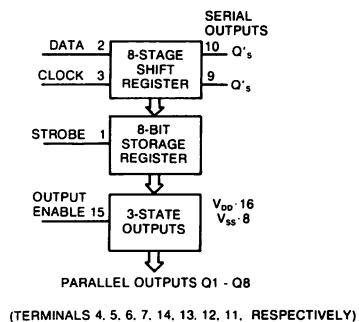 SERIAL
OUTPUTS
DATA 2
8-STAGE
SHIFT
REGISTER
10 Q's
CLOCK 3
9 Q's
STROBE 1
8-BIT
STORAGE
REGISTER
OUTPUT
ENABLE 15
3-STATE
OUTPUTS
VDD·16
VSS·8
PARALLEL OUTPUTS Q1 - Q8
(TERMINALS 4, 5, 6, 7, 14, 13, 12, 11, RESPECTIVELY)